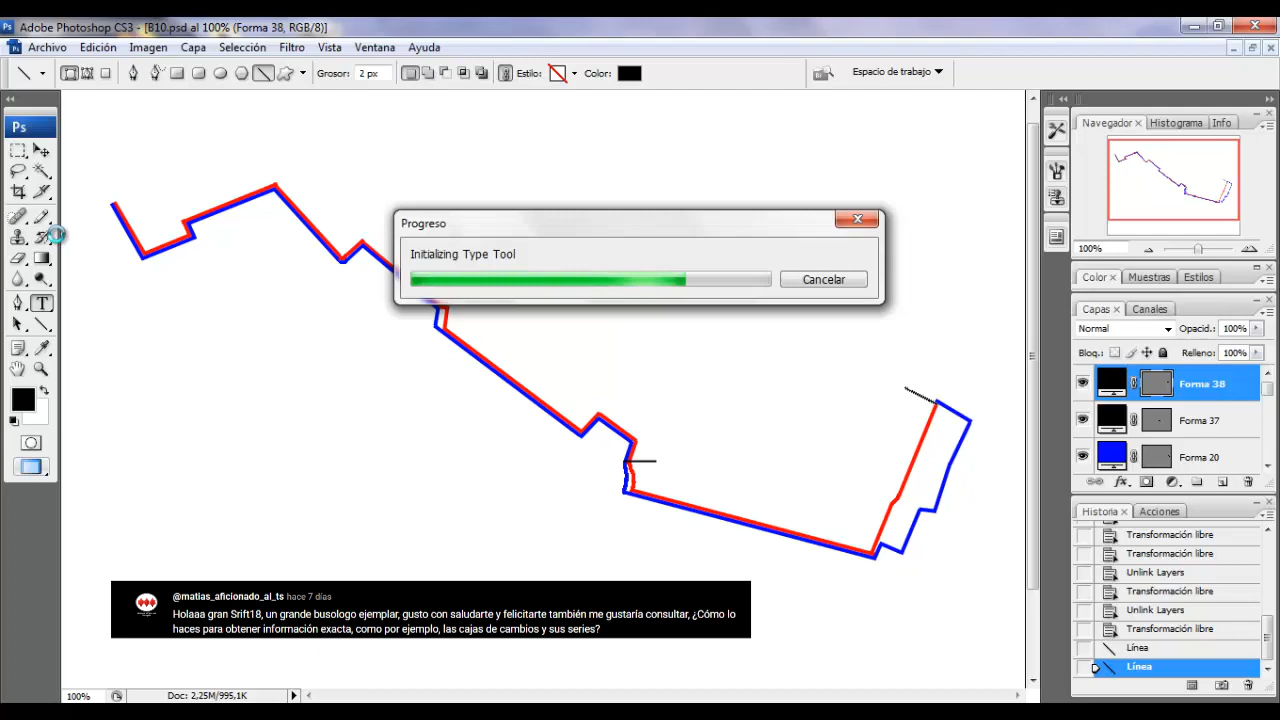 Adobe Photoshop CS3 - [B10.psd al 100% (Forma 38, RGB/8)]
Ps Archivo Edición Imagen Capa Selección Filtro Vista Ventana Ayuda
Grosor: 2 px Estilo: Color: Espacio de trabajo
Ps
Navegador Histograma Info
100%
Color Muestras Estilos
Capas Canales
Normal Opacid.: 100%
Bloq.: Relleno: 100%
Forma 38
Forma 37
Forma 20
Historia Acciones
Transformación libre
Transformación libre
Unlink Layers
Transformación libre
Unlink Layers
Transformación libre
Línea
Línea
Progreso
Initializing Type Tool
Cancelar
@matias_aficionado_al_ts hace 7 días
Holaaa gran Srift18, un grande busologo ejemplar, gusto con saludarte y felicitarte también me gustaría consultar, ¿Cómo lo
haces para obtener información exacta, como por ejemplo, las cajas de cambios y sus series?
100% Doc: 2,25M/995,1K